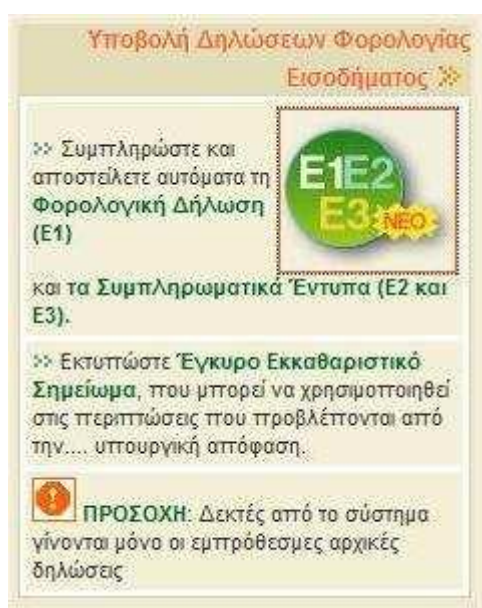 Υποβολή Δηλώσεων Φορολογίας
Εισοδήματος >>
>> Συμπληρώστε και
αποστείλετε αυτόματα τη
Φορολογική Δήλωση
(Ε1)
E1E2
E3 ΝΕΟ
και τα Συμπληρωματικά Έντυπα (Ε2 και
Ε3).
>> Εκτυπώστε Έγκυρο Εκκαθαριστικό
Σημείωμα, που μπορεί να χρησιμοποιηθεί
στις περιπτώσεις που προβλέπονται από
την.... υπουργική απόφαση.
ΠΡΟΣΟΧΗ: Δεκτές από το σύστημα
γίνονται μόνο οι εμπρόθεσμες αρχικές
δηλώσεις